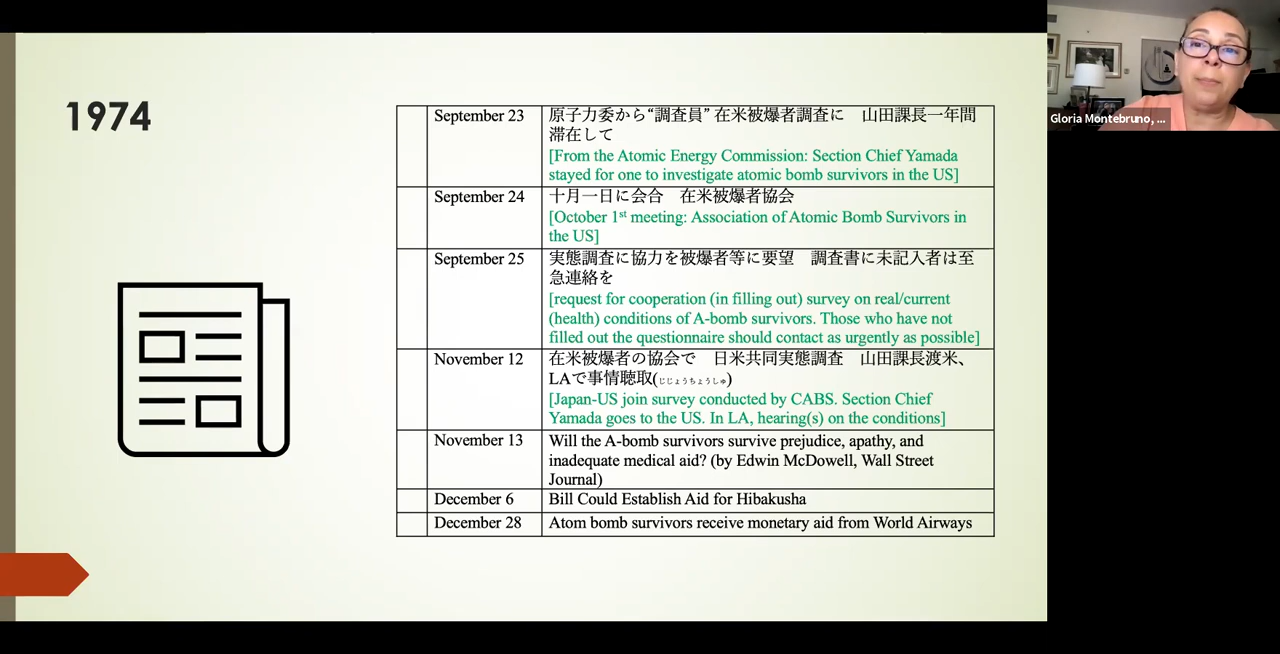 1974
September 23
原子力委から“調査員” 在米被爆者調査に　山田課長一年間
滞在して
[From the Atomic Energy Commission: Section Chief Yamada
stayed for one to investigate atomic bomb survivors in the US]
September 24
十月一日に会合　在米被爆者協会
[October 1st meeting: Association of Atomic Bomb Survivors in
the US]
September 25
実態調査に協力を被爆者等に要望　調査書に未記入者は至
急連絡を
[request for cooperation (in filling out) survey on real/current
(health) conditions of A-bomb survivors. Those who have not
filled out the questionnaire should contact as urgently as possible]
November 12
在米被爆者の協会で　日米共同実態調査　山田課長渡米、
LAで事情聴取(じじょうちょうしゅ)
[Japan-US join survey conducted by CABS. Section Chief
Yamada goes to the US. In LA, hearing(s) on the conditions]
November 13
Will the A-bomb survivors survive prejudice, apathy, and
inadequate medical aid? (by Edwin McDowell, Wall Street
Journal)
December 6
Bill Could Establish Aid for Hibakusha
December 28
Atom bomb survivors receive monetary aid from World Airways
Gloria Montebruno, ...